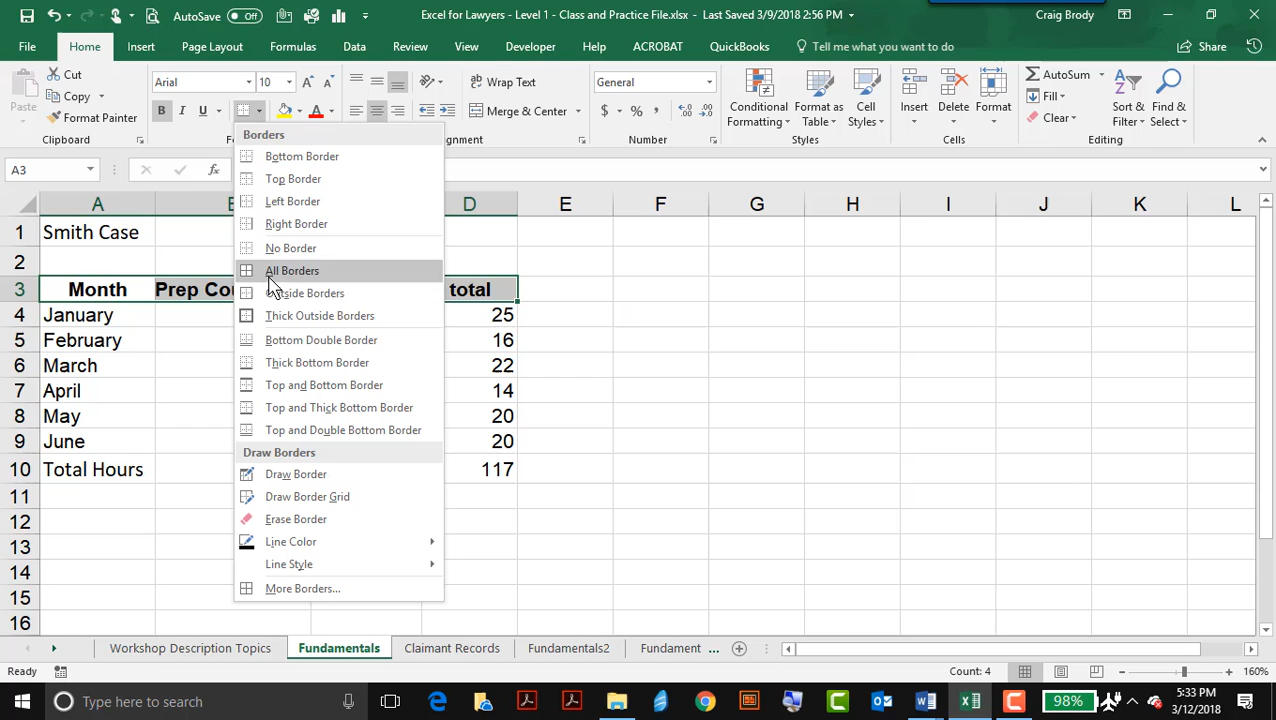 AutoSave Off Excel for Lawyers - Level 1 - Class and Practice File.xlsx - Last Saved 3/9/2018 2:56 PM Craig Brody
File Home Insert Page Layout Formulas Data Review View Developer Help ACROBAT QuickBooks Tell me what you want to do Share
Paste
Cut
Copy
Format Painter
Clipboard
Arial 10
B I U A
Wrap Text
Merge & Center
General
$ % ,
Number
Conditional Formatting
Format as Table
Cell Styles
Styles
Insert Delete Format
Cells
AutoSum
Fill
Clear
Sort & Filter
Find & Select
Editing
A3 fx
Borders
Bottom Border
Top Border
Left Border
Right Border
No Border
All Borders
Outside Borders
Thick Outside Borders
Bottom Double Border
Thick Bottom Border
Top and Bottom Border
Top and Thick Bottom Border
Top and Double Bottom Border
Draw Borders
Draw Border
Draw Border Grid
Erase Border
Line Color
Line Style
More Borders...
A D E F G H I J K L
1 Smith Case
2
3 Month Prep total
4 January 25
5 February 16
6 March 22
7 April 14
8 May 20
9 June 20
10 Total Hours 117
11
12
13
14
15
16
Workshop Description Topics Fundamentals Claimant Records Fundamentals2 Fundament ...
Ready Count: 4 160%
Type here to search 98% 5:33 PM
3/12/2018